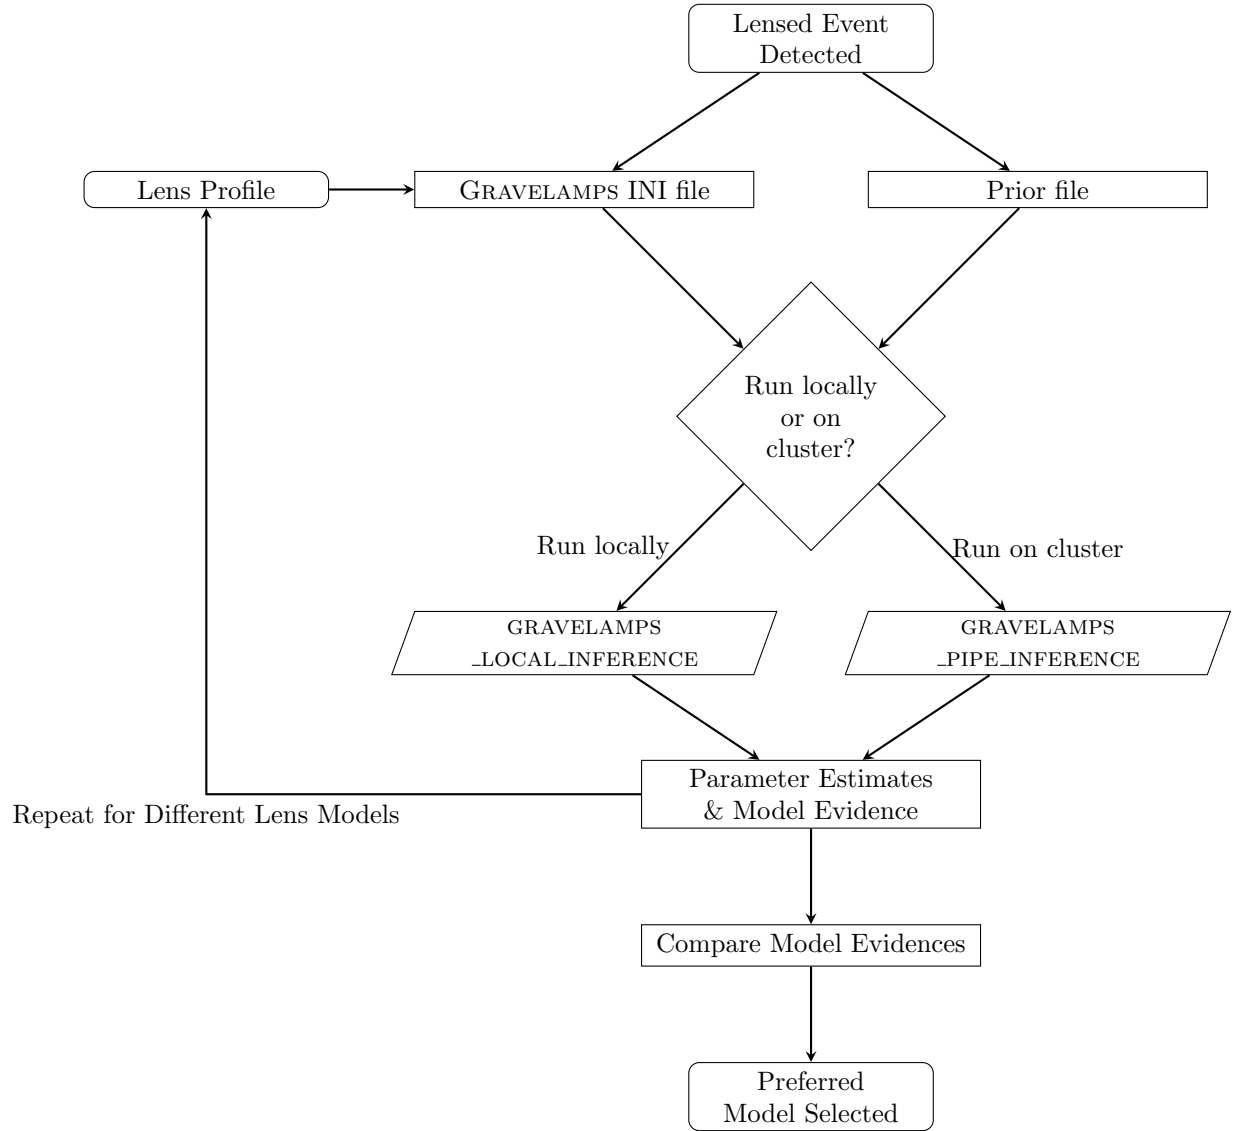 Lensed Event
Detected
Lens Profile
GRAVELAMPS INI file
Prior file
Run locally
or on
cluster?
Run locally
Run on cluster
GRAVELAMPS
_LOCAL_INFERENCE
GRAVELAMPS
_PIPE_INFERENCE
Parameter Estimates
& Model Evidence
Repeat for Different Lens Models
Compare Model Evidences
Preferred
Model Selected